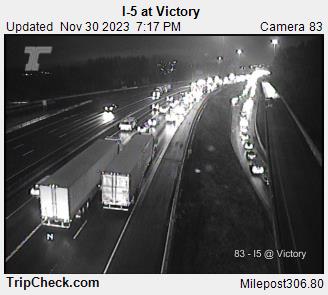 I-5 at Victory
Updated Nov 30 2023 7:17 PM Camera 83
T
N
83 - I5 @ Victory
TripCheck.com Milepost306.80